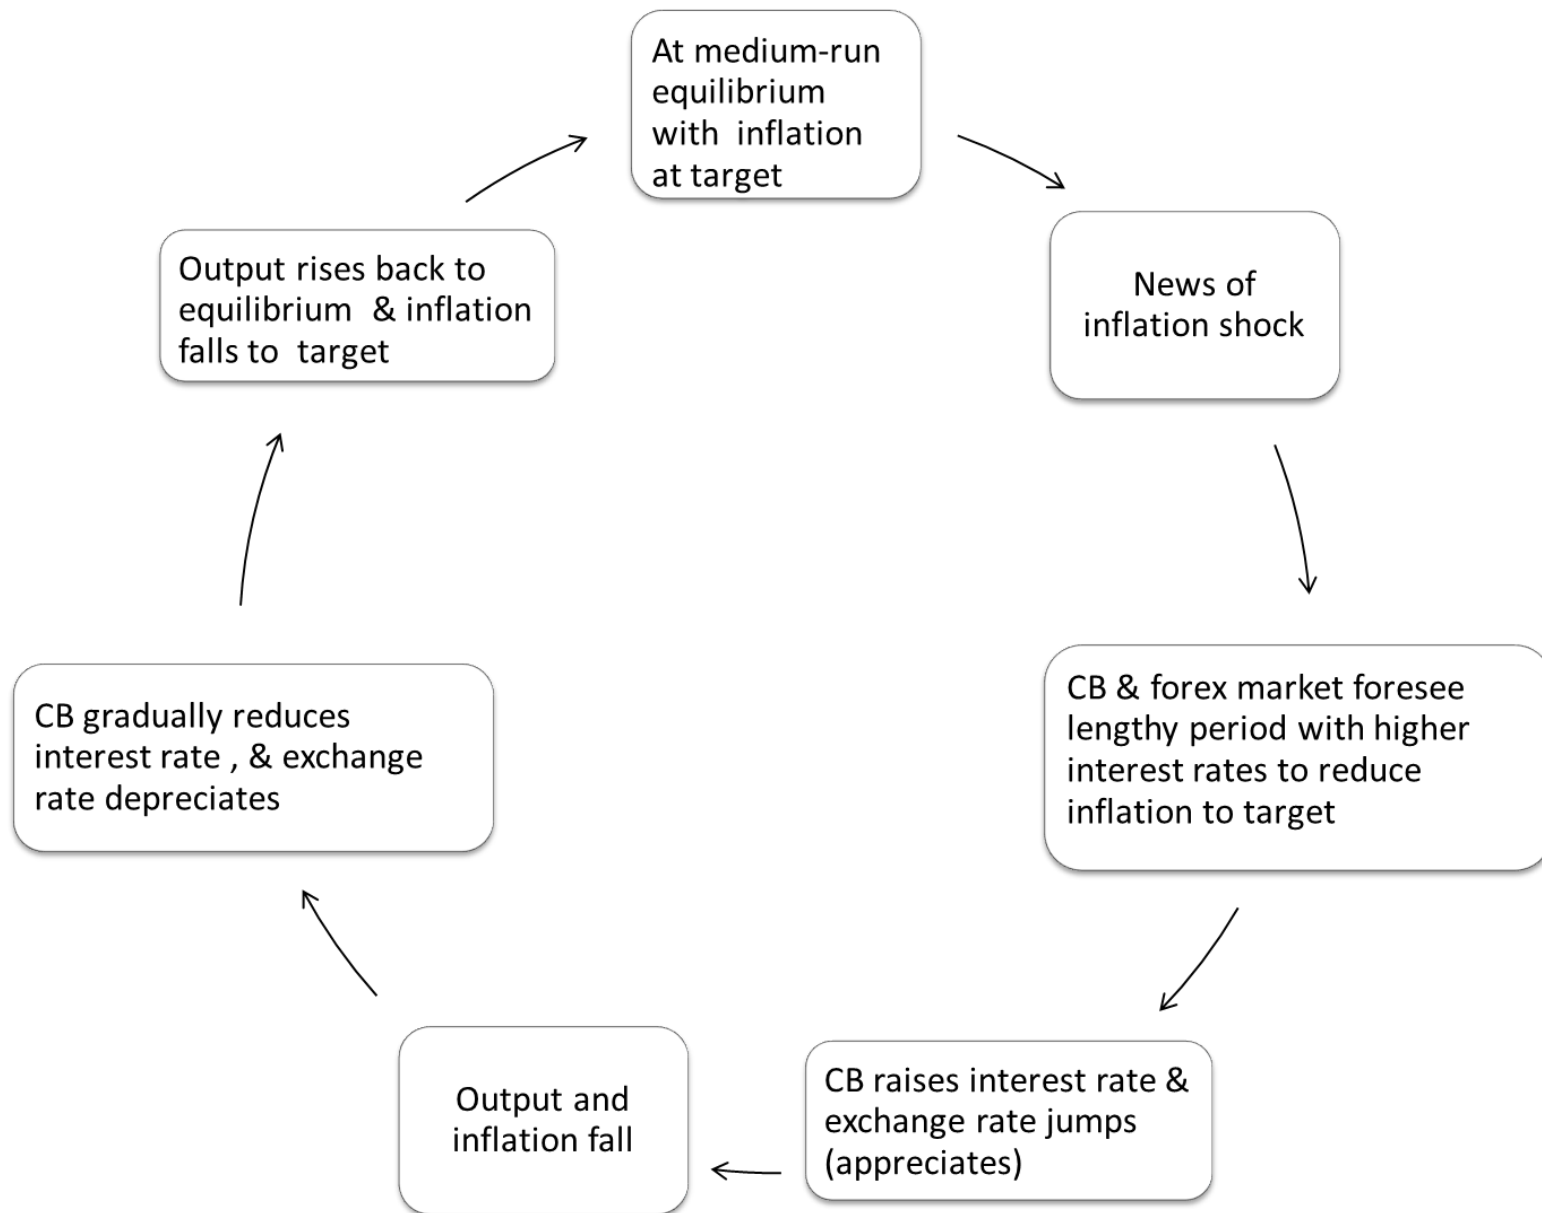 At medium-run
equilibrium
with inflation
at target
News of
inflation shock
CB & forex market foresee
lengthy period with higher
interest rates to reduce
inflation to target
CB raises interest rate &
exchange rate jumps
(appreciates)
Output and
inflation fall
CB gradually reduces
interest rate , & exchange
rate depreciates
Output rises back to
equilibrium & inflation
falls to target